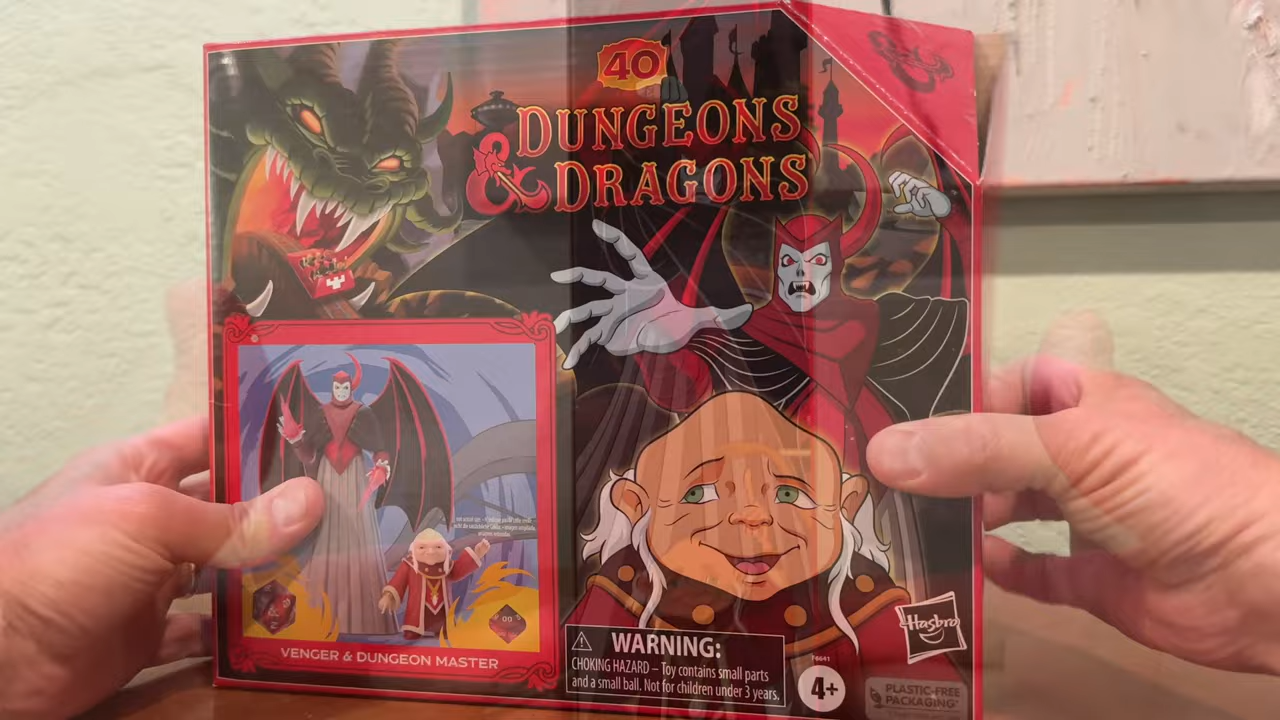 40
DUNGEONS
& DRAGONS
VENGER & DUNGEON MASTER
WARNING:
CHOKING HAZARD – Toy contains small parts
and a small ball. Not for children under 3 years.
F6641
4+
Hasbro
PLASTIC-FREE
PACKAGING*